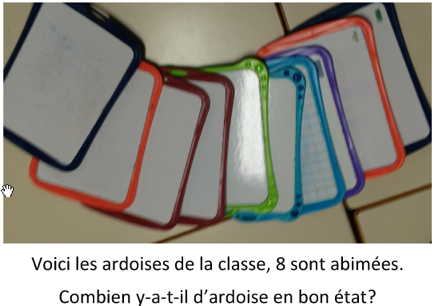 Voici les ardoises de la classe, 8 sont abimées.
Combien y-a-t-il d'ardoise en bon état?